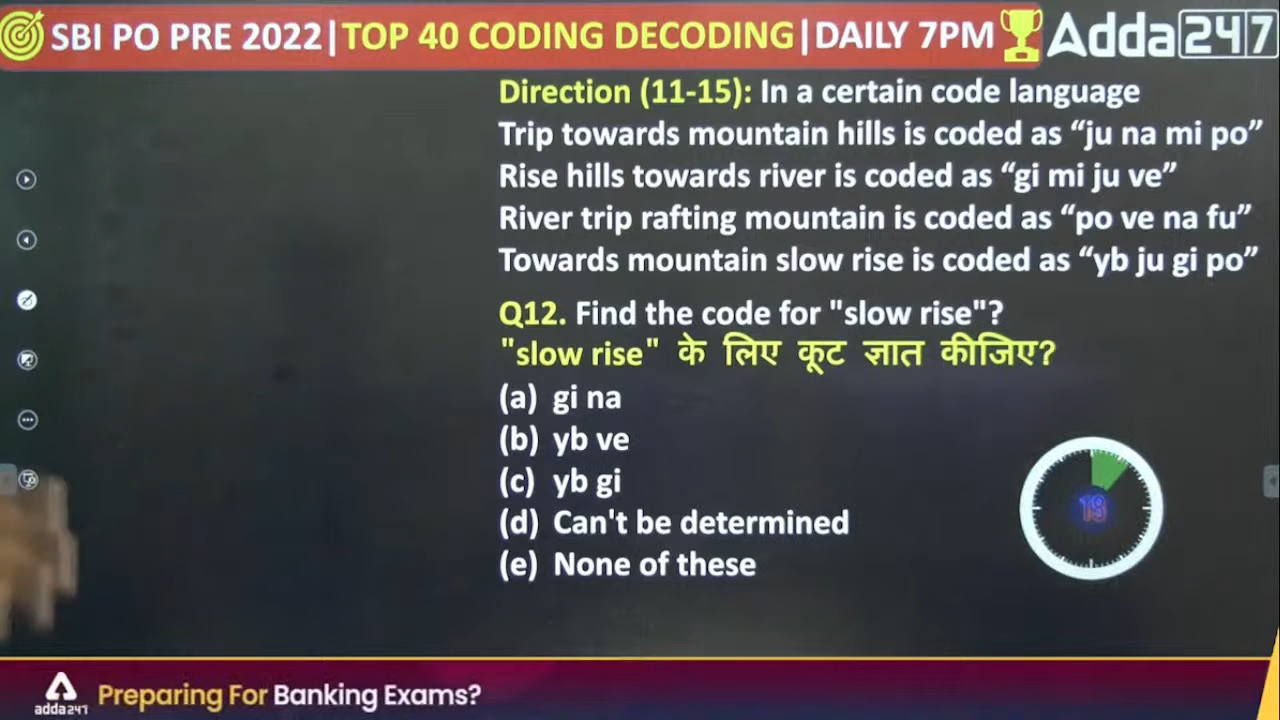 SBI PO PRE 2022|TOP 40 CODING DECODING|DAILY 7PM Adda247
Direction (11-15): In a certain code language
Trip towards mountain hills is coded as “ju na mi po”
Rise hills towards river is coded as “gi mi ju ve”
River trip rafting mountain is coded as “po ve na fu”
Towards mountain slow rise is coded as “yb ju gi po”
Q12. Find the code for "slow rise"?
"slow rise" के लिए कूट ज्ञात कीजिए?
(a) gi na
(b) yb ve
(c) yb gi
(d) Can't be determined
(e) None of these
19
adda247 Preparing For Banking Exams?